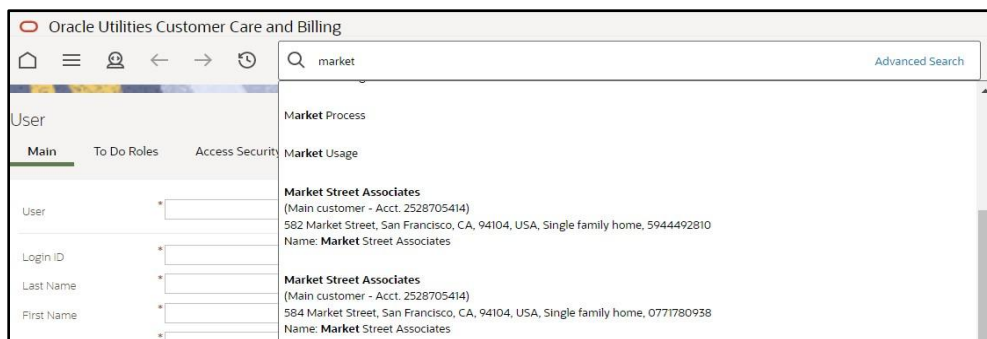 Oracle Utilities Customer Care and Billing
market
Advanced Search
User
Main To Do Roles Access Security
User *
Login ID *
Last Name *
First Name *
*
Market Process
Market Usage
Market Street Associates
(Main customer - Acct. 2528705414)
582 Market Street, San Francisco, CA, 94104, USA, Single family home, 5944492810
Name: Market Street Associates
Market Street Associates
(Main customer - Acct. 2528705414)
584 Market Street, San Francisco, CA, 94104, USA, Single family home, 0771780938
Name: Market Street Associates